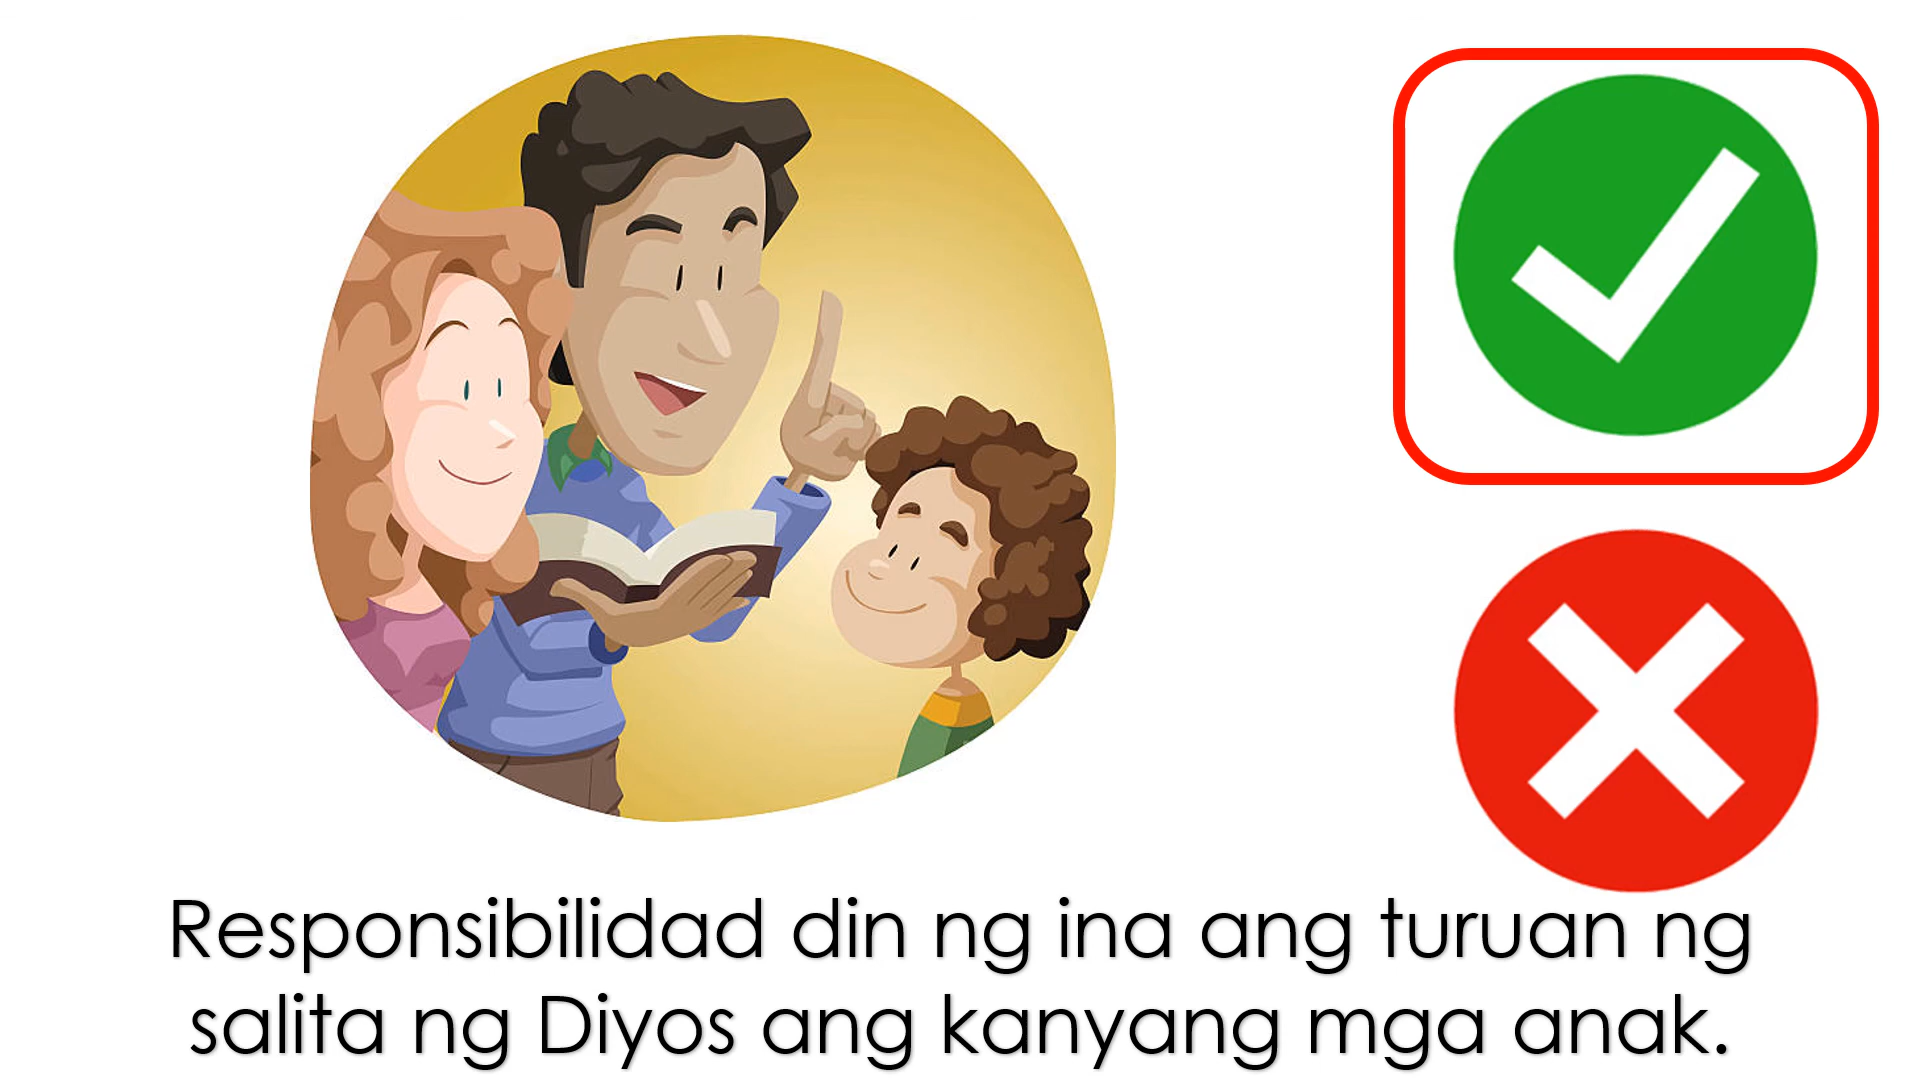 Responsibilidad din ng ina ang turuan ng
salita ng Diyos ang kanyang mga anak.